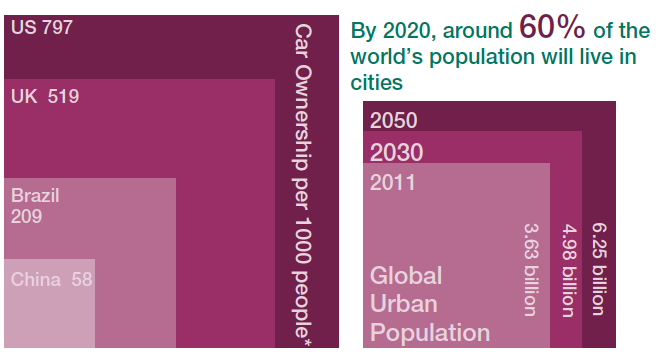 US 797
UK 519
Brazil
209
China 58
Car Ownership per 1000 people*
By 2020, around 60% of the
world's population will live in
cities
2050
2030
2011
3.63 billion
4.98 billion
6.25 billion
Global
Urban
Population